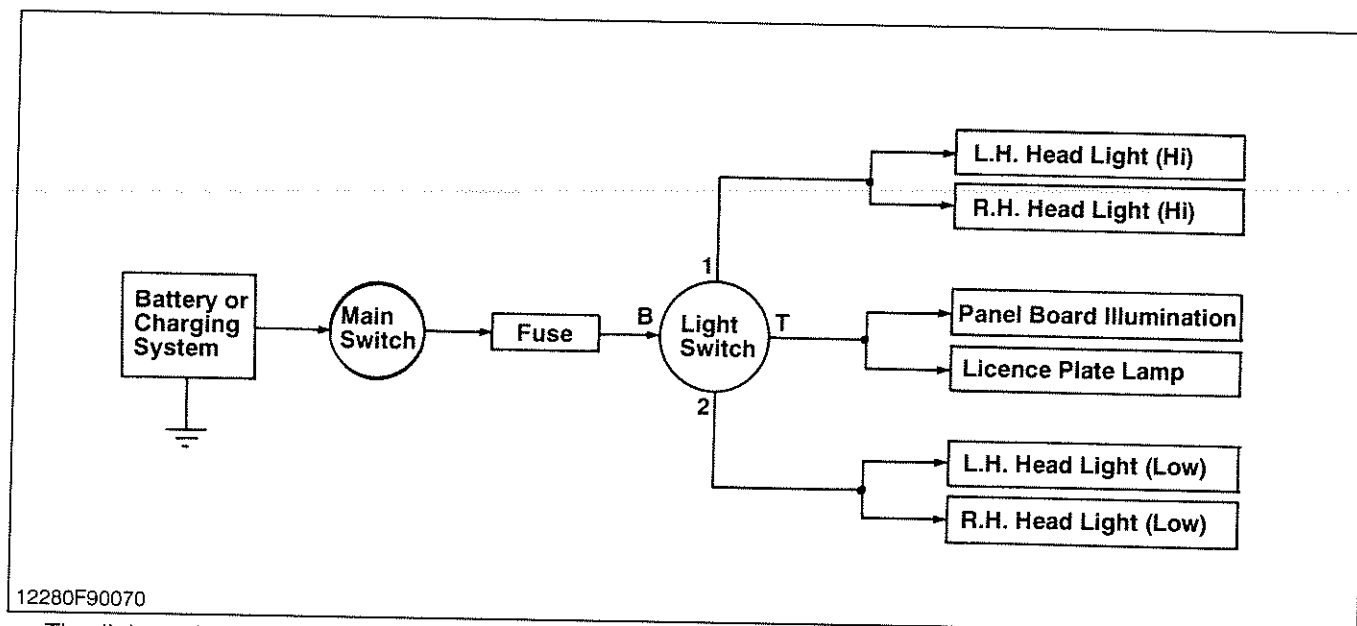 L.H. Head Light (Hi)
R.H. Head Light (Hi)
1
Battery or
Charging
System
Main
Switch
Fuse
B
Light
Switch
T
Panel Board Illumination
Licence Plate Lamp
2
L.H. Head Light (Low)
R.H. Head Light (Low)
12280F90070